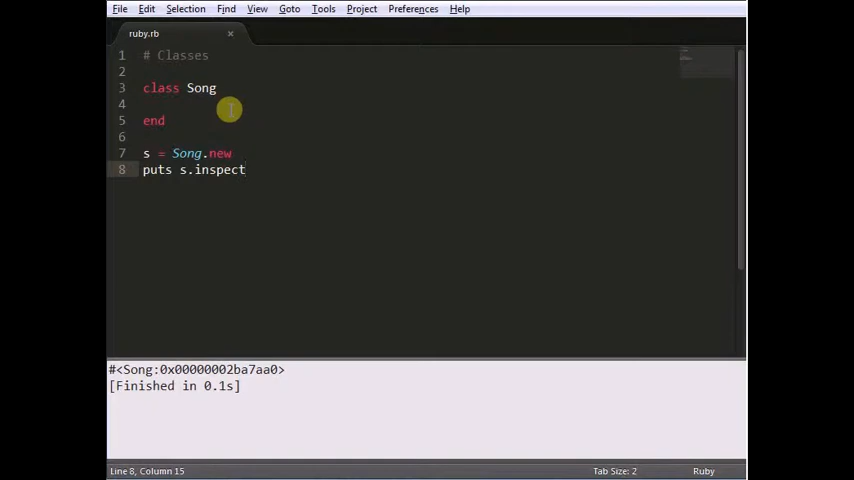 File Edit Selection Find View Goto Tools Project Preferences Help
ruby.rb ×
1 # Classes
2
3 class Song
4
5 end
6
7 s = Song.new
8 puts s.inspect
#<Song:0x00000002ba7aa0>
[Finished in 0.1s]
Line 8, Column 15 Tab Size: 2 Ruby